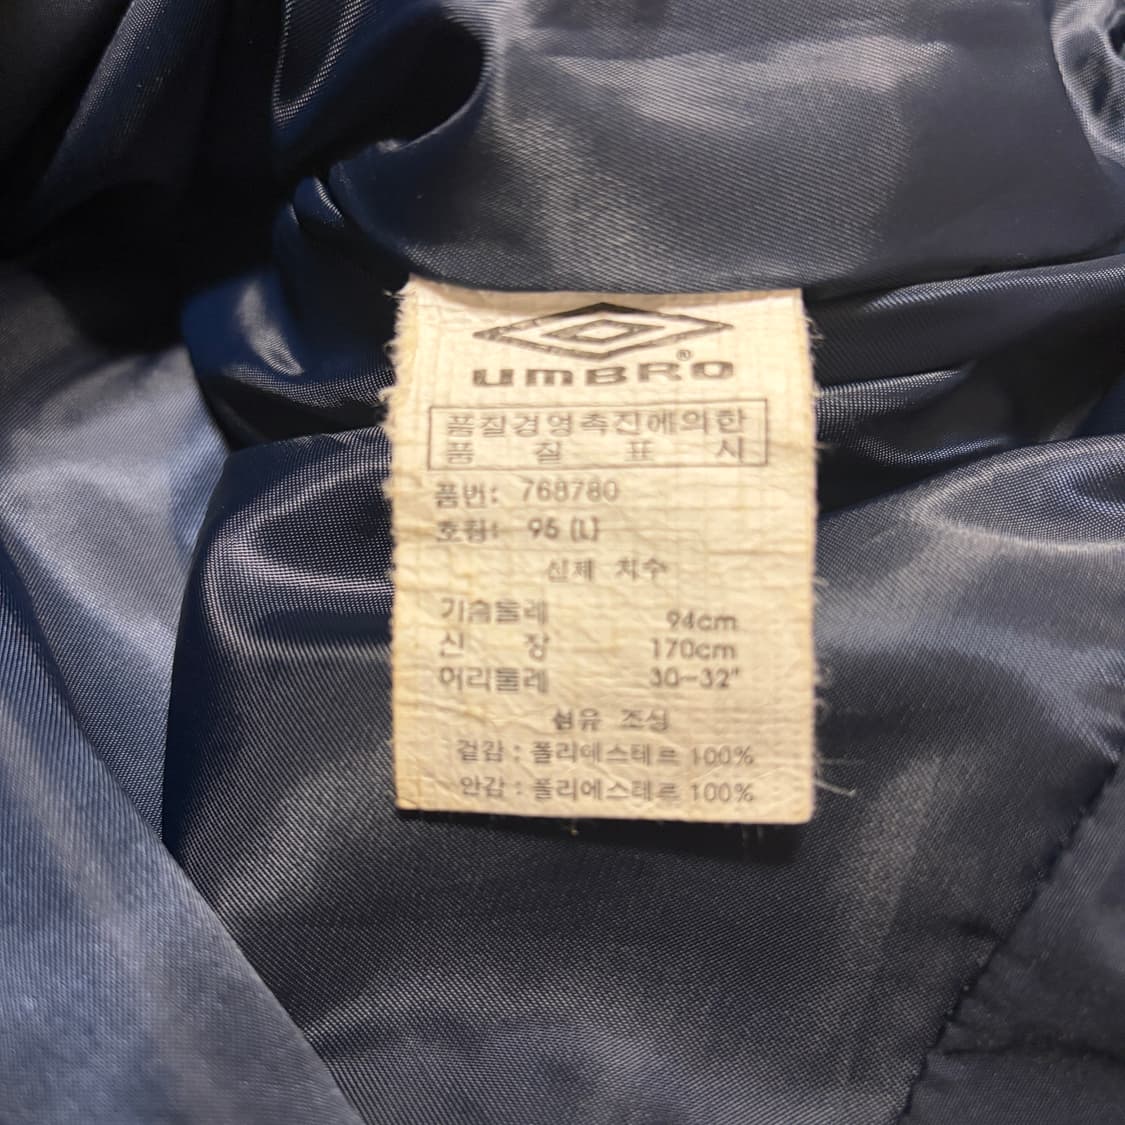 UMBRO®
품질경영촉진에의한
품 질 표 시
품번: 768780
호칭: 95 (L)
신체 치수
가슴둘레 94cm
신 장 170cm
허리둘레 30-32"
섬유 조성
겉감 : 폴리에스테르 100%
안감 : 폴리에스테르 100%